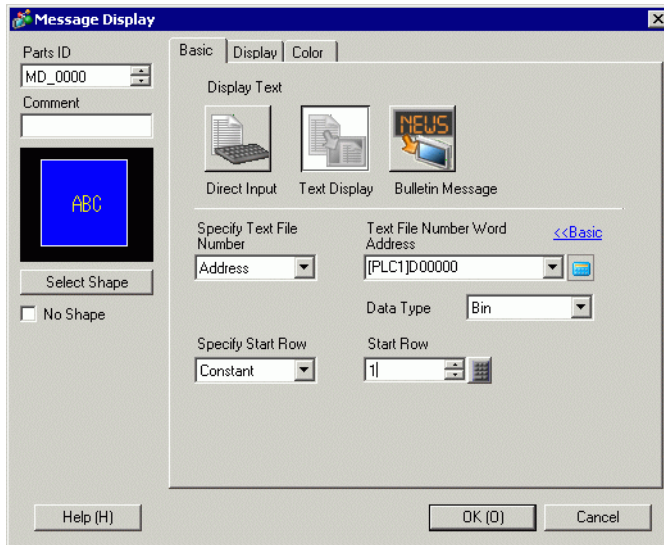 Message Display
Parts ID
MD_0000
Comment
ABC
Select Shape
No Shape
Basic
Display
Color
Display Text
NEWS
Direct Input
Text Display
Bulletin Message
Specify Text File
Number
Address
Text File Number Word
Address
<<Basic
[PLC1]D00000
Data Type
Bin
Specify Start Row
Constant
Start Row
1
Help (H)
OK (O)
Cancel